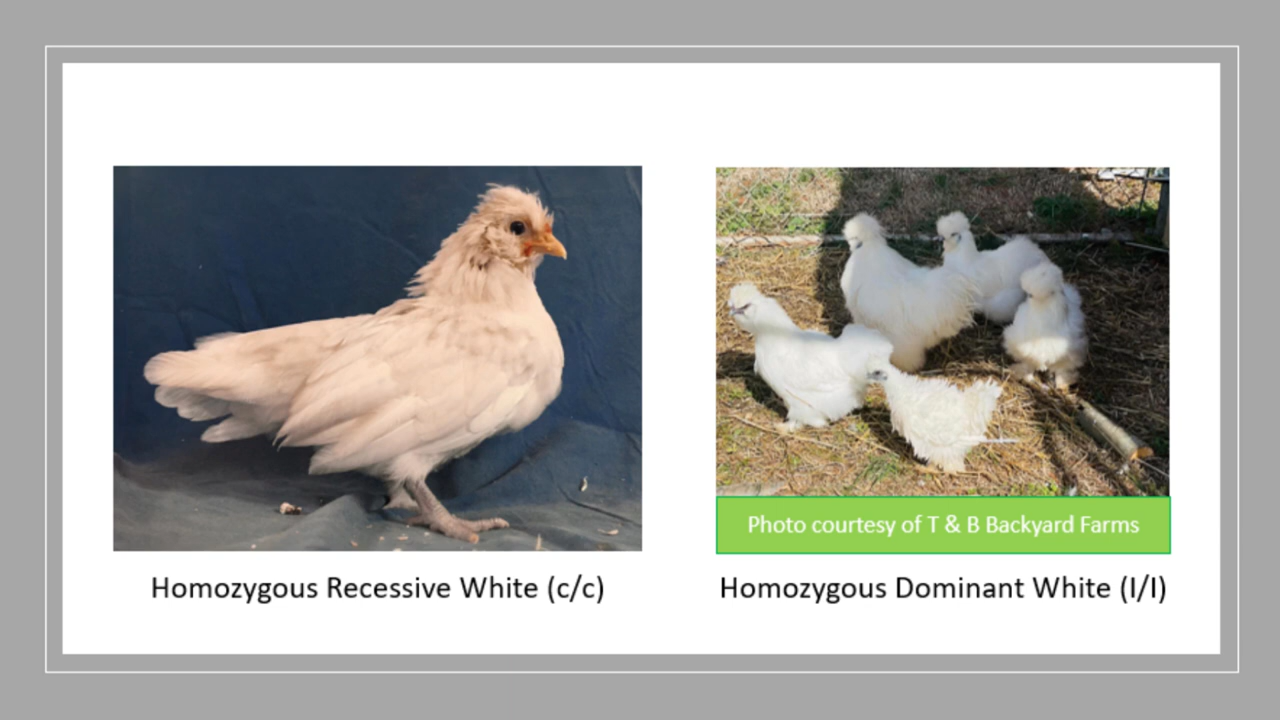 Photo courtesy of T & B Backyard Farms
Homozygous Recessive White (c/c)
Homozygous Dominant White (I/I)